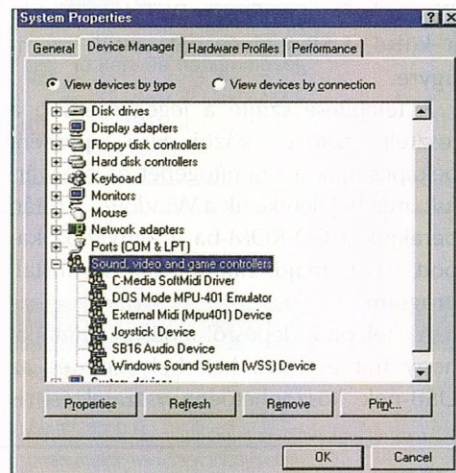 System Properties
General Device Manager Hardware Profiles Performance
View devices by type View devices by connection
Disk drives
Display adapters
Floppy disk controllers
Hard disk controllers
Keyboard
Monitors
Mouse
Network adapters
Ports (COM & LPT)
Sound, video and game controllers
C-Media SoftMidi Driver
DOS Mode MPU-401 Emulator
External Midi (Mpu401) Device
Joystick Device
SB16 Audio Device
Windows Sound System (WSS) Device
System devices
Properties Refresh Remove Print...
OK Cancel